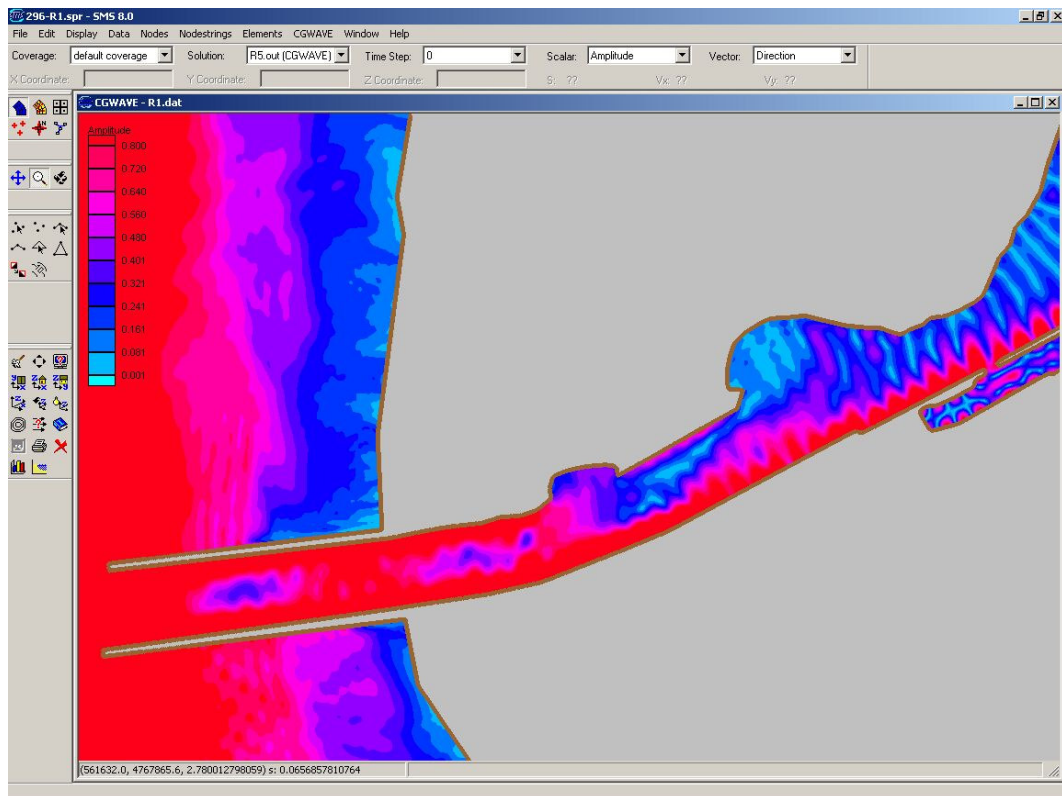 296-R1.spr - SMS 8.0
File Edit Display Data Nodes Nodestrings Elements CGWAVE Window Help
Coverage: default coverage Solution: R5.out (CGWAVE) Time Step: 0 Scalar: Amplitude Vector: Direction
X Coordinate: Y Coordinate: Z Coordinate: S: ?? Vx: ?? Vy: ??
CGWAVE - R1.dat
Amplitude
0.800
0.720
0.640
0.560
0.480
0.401
0.321
0.241
0.161
0.081
0.001
(561632.0, 4767865.6, 2.780012798059) s: 0.0656857810764